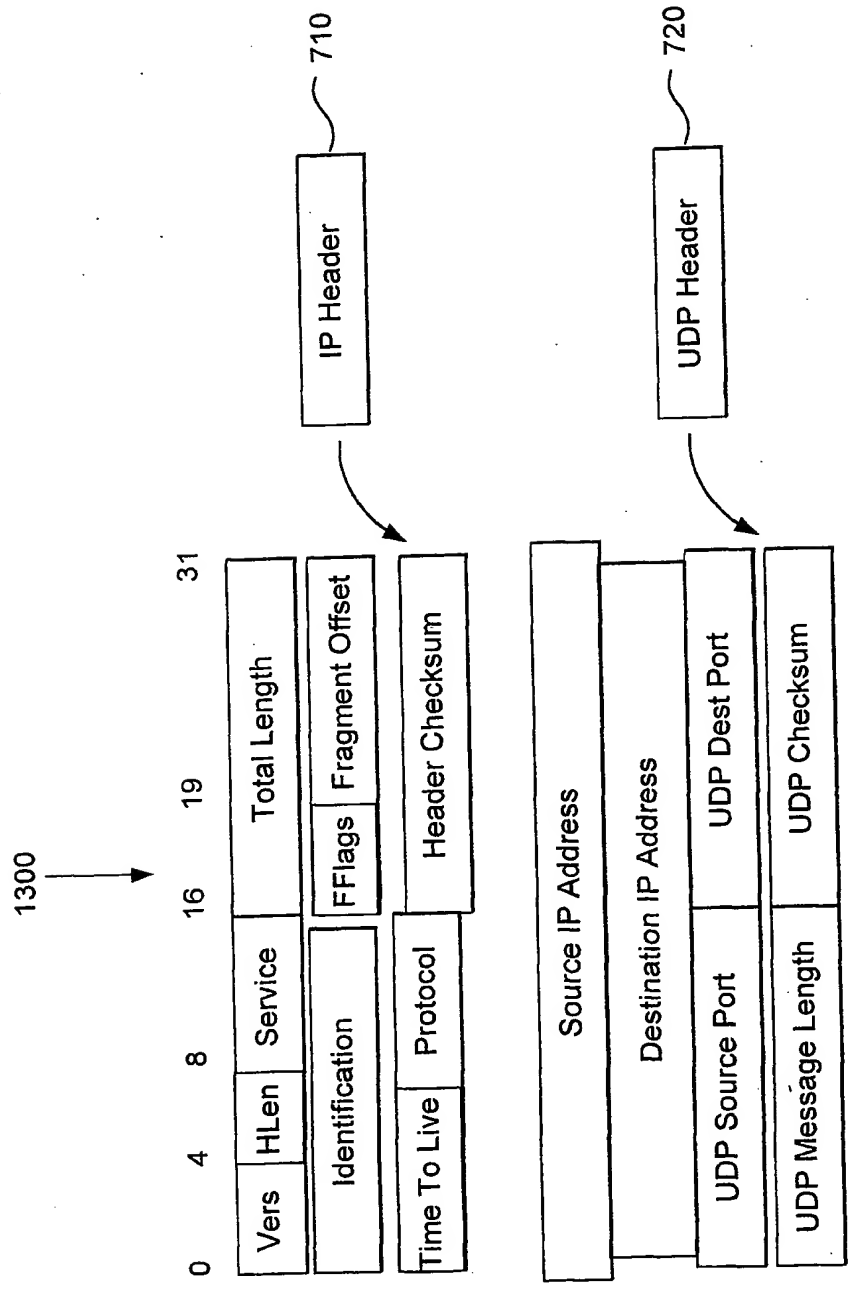 1300
0 4 8 16 19 31
Vers HLen Service Total Length
Identification FFlags Fragment Offset
Time To Live Protocol Header Checksum
IP Header 710
Source IP Address
Destination IP Address
UDP Source Port UDP Dest Port
UDP Message Length UDP Checksum
UDP Header 720